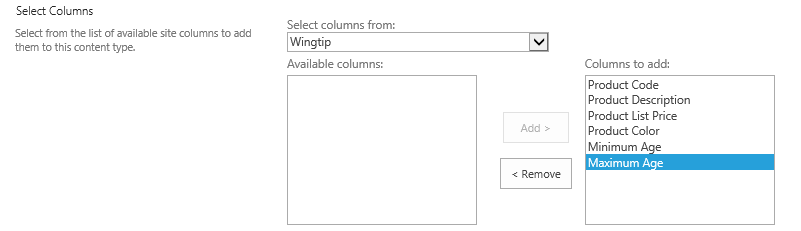 Select Columns
Select from the list of available site columns to add
them to this content type.
Select columns from:
Wingtip
Available columns:
Add >
< Remove
Columns to add:
Product Code
Product Description
Product List Price
Product Color
Minimum Age
Maximum Age